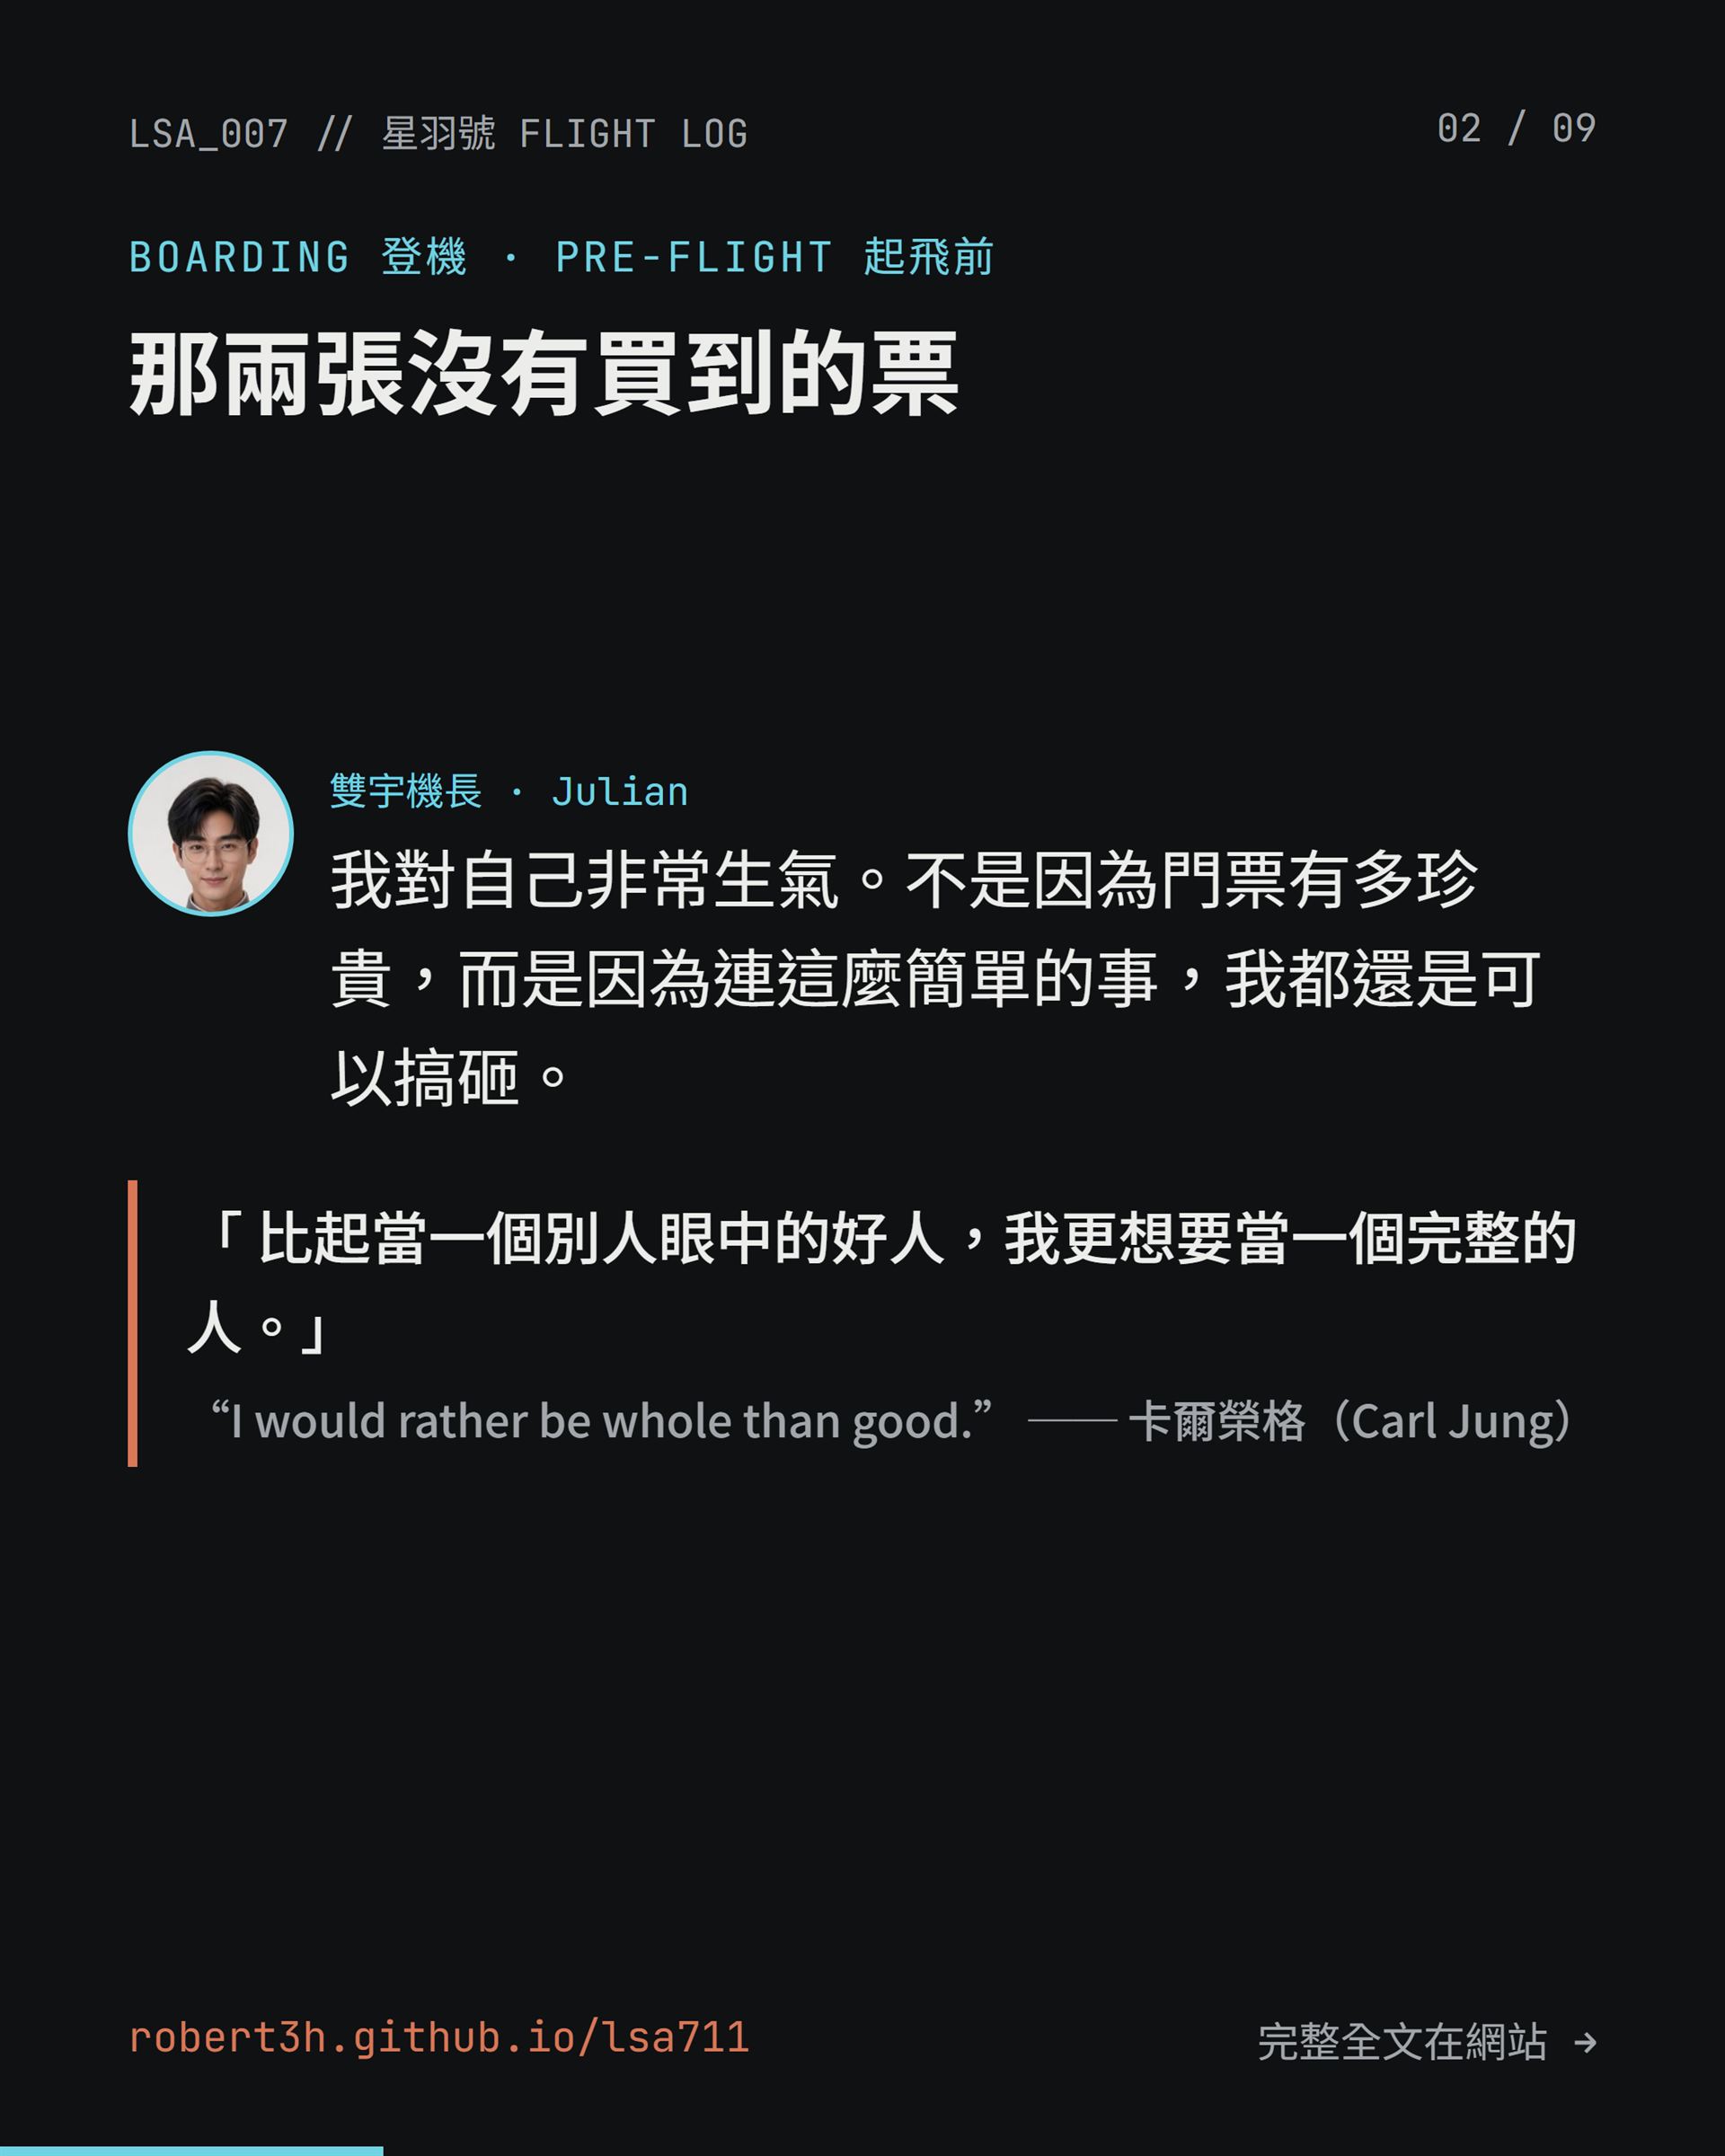 LSA_007 // 星羽號 FLIGHT LOG
02 / 09
BOARDING 登機 · PRE-FLIGHT 起飛前
那兩張沒有買到的票
雙宇機長 · Julian
我對自己非常生氣。不是因為門票有多珍
貴，而是因為連這麼簡單的事，我都還是可
以搞砸。
「比起當一個別人眼中的好人，我更想要當一個完整的
人。」
“I would rather be whole than good.” ——卡爾榮格（Carl Jung）
robert3h.github.io/lsa711
完整全文在網站 →